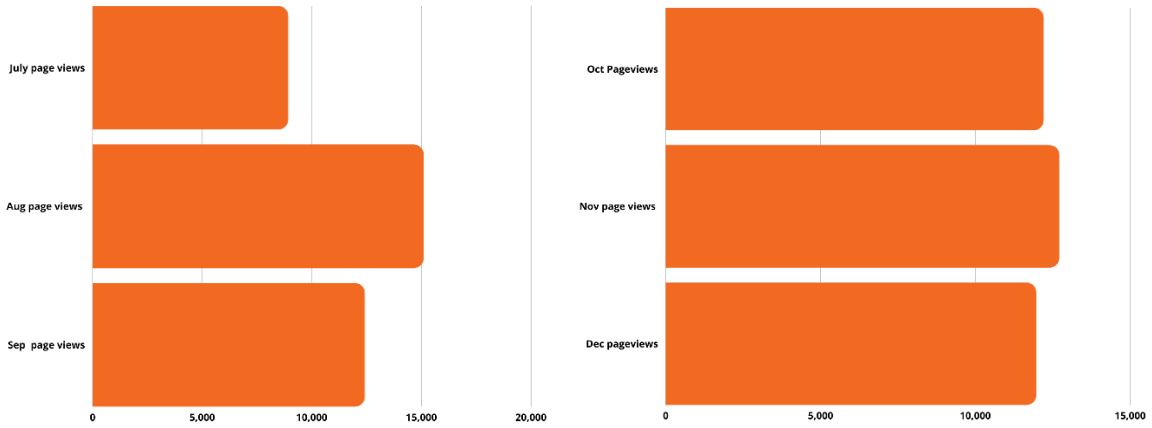 July page views
Aug page views
Sep  page views
0 5,000 10,000 15,000 20,000
Oct Pageviews
Nov page views
Dec pageviews
0 5,000 10,000 15,000